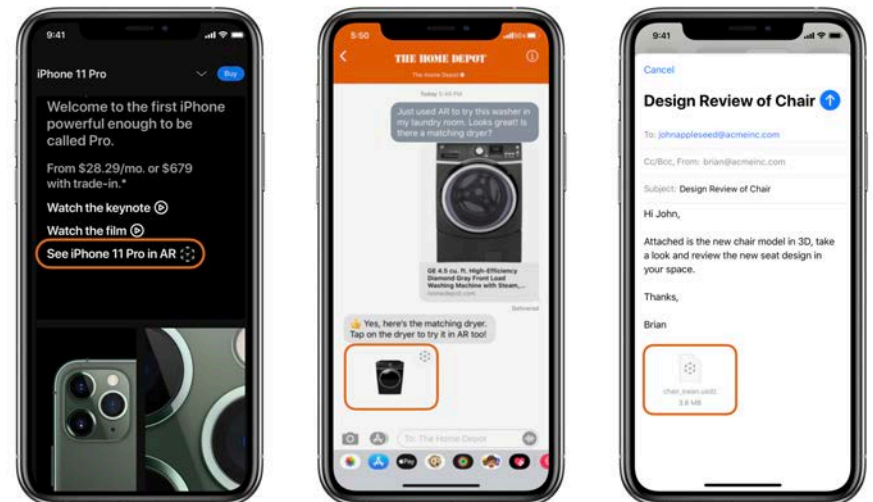 9:41
iPhone 11 Pro
Buy
Welcome to the first iPhone
powerful enough to be
called Pro.
From $28.29/mo. or $679
with trade-in.*
Watch the keynote
Watch the film
See iPhone 11 Pro in AR
5:50
THE HOME DEPOT
The Home Depot
Today 5:49 PM
Just used AR to try this washer in
my laundry room. Looks great! Is
there a matching dryer?
GE 4.5 cu. ft. High-Efficiency
Diamond Gray Front Load
Washing Machine with Steam,...
homedepot.com
Delivered
👍 Yes, here's the matching dryer.
Tap on the dryer to try it in AR too!
To: The Home Depot
Pay
9:41
Cancel
Design Review of Chair
To: johnappleseed@acmeinc.com
Cc/Bcc, From: brian@acmeinc.com
Subject: Design Review of Chair
Hi John,
Attached is the new chair model in 3D, take
a look and review the new seat design in
your space.
Thanks,
Brian
chair_swan.usdz
3.6 MB